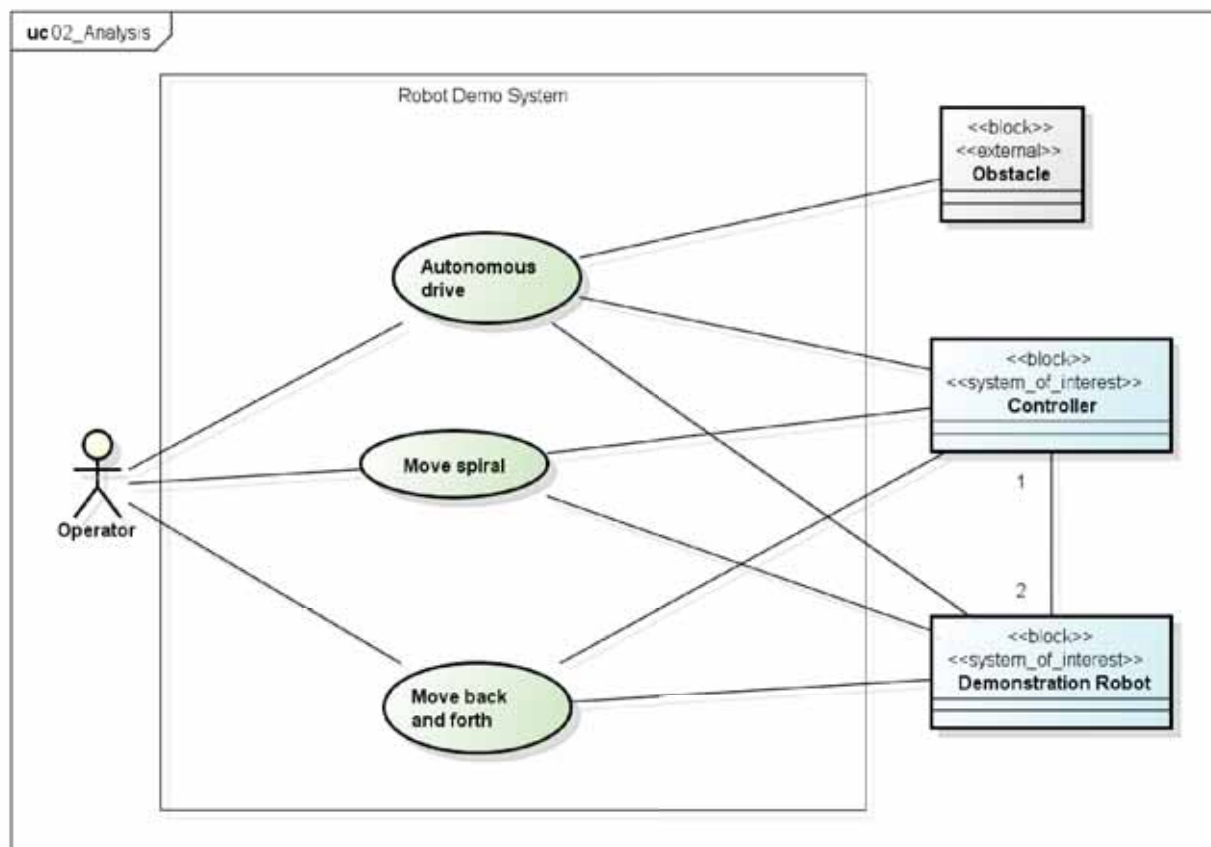 uc 02_Analysis
Robot Demo System
<<block>>
<<external>>
Obstacle
Autonomous
drive
<<block>>
<<system_of_interest>>
Controller
Move spiral
Operator
1
2
<<block>>
<<system_of_interest>>
Demonstration Robot
Move back
and forth